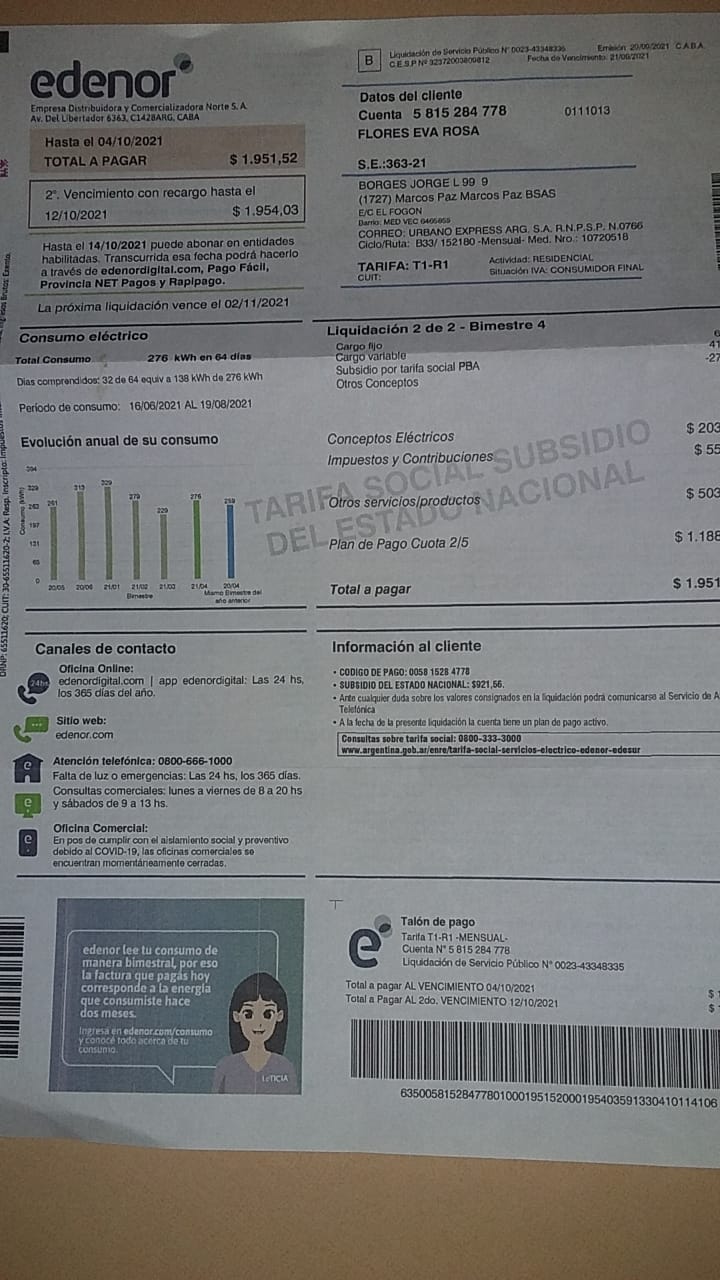 edenor
Empresa Distribuidora y Comercializadora Norte S. A.
Av. Del Libertador 6363, C1428ARG, CABA
Hasta el 04/10/2021
TOTAL A PAGAR $ 1.951,52
2°. Vencimiento con recargo hasta el
12/10/2021 $ 1.954,03
Hasta el 14/10/2021 puede abonar en entidades
habilitadas. Transcurrida esa fecha podrá hacerlo
a través de edenordigital.com, Pago Fácil,
Provincia NET Pagos y Rapipago.
La próxima liquidación vence el 02/11/2021
B
Liquidación de Servicio Público N° 0023-43348335 Emisión 20/09/2021 C.A.B.A.
C.E.S.P Nº 32372003809812 Fecha de Vencimiento: 21/09/2021
Datos del cliente
Cuenta 5 815 284 778 0111013
FLORES EVA ROSA
S.E.:363-21
BORGES JORGE L 99 9
(1727) Marcos Paz Marcos Paz BSAS
E/C EL FOGON
Barrio: MED VEC
CORREO: URBANO EXPRESS ARG. S.A. R.N.P.S.P. N.0766
Ciclo/Ruta: B33/ 152180 -Mensual- Med. Nro.: 10720518
TARIFA: T1-R1 Actividad: RESIDENCIAL
CUIT: Situación IVA: CONSUMIDOR FINAL
Consumo eléctrico
Total Consumo 276 kWh en 64 días
Dias comprendidos: 32 de 64 equiv a 138 kWh de 276 kWh
Período de consumo: 16/06/2021 AL 19/08/2021
Evolución anual de su consumo
Consumo (kWh)
394
329
263
197
131
65
0
261 313 329 279 229 276 259
20/05 20/06 21/01 21/02 21/03 21/04 20/04
Bimestre
Mismo Bimestre del
año anterior
Liquidación 2 de 2 - Bimestre 4
Cargo fijo 6
Cargo variable 41
Subsidio por tarifa social PBA -27
Otros Conceptos
Conceptos Eléctricos $ 203
Impuestos y Contribuciones $ 55
TARIFA SOCIAL SUBSIDIO
DEL ESTADO NACIONAL
Otros servicios/productos $ 503
Plan de Pago Cuota 2/5 $ 1.188
Total a pagar $ 1.951
Canales de contacto
24hs
Oficina Online:
edenordigital.com | app edenordigital: Las 24 hs,
los 365 días del año.
Sitio web:
edenor.com
Atención telefónica: 0800-666-1000
Falta de luz o emergencias: Las 24 hs, los 365 días.
Consultas comerciales: lunes a viernes de 8 a 20 hs
y sábados de 9 a 13 hs.
Oficina Comercial:
En pos de cumplir con el aislamiento social y preventivo
debido al COVID-19, las oficinas comerciales se
encuentran momentáneamente cerradas.
Información al cliente
• CODIGO DE PAGO: 0058 1528 4778
• SUBSIDIO DEL ESTADO NACIONAL: $921,56.
• Ante cualquier duda sobre los valores consignados en la liquidación podrá comunicarse al Servicio de A
Telefónica
• A la fecha de la presente liquidación la cuenta tiene un plan de pago activo.
Consultas sobre tarifa social: 0800-333-3000
www.argentina.gob.ar/enre/tarifa-social-servicios-electrico-edenor-edesur
edenor lee tu consumo de
manera bimestral, por eso
la factura que pagás hoy
corresponde a la energía
que consumiste hace
dos meses.
Ingresa en edenor.com/consumo
y conocé todo acerca de tu
consumo.
LeTICIA
e
Talón de pago
Tarifa T1-R1 -MENSUAL-
Cuenta N° 5 815 284 778
Liquidación de Servicio Público N° 0023-43348335
Total a pagar AL VENCIMIENTO 04/10/2021 $ 1
Total a Pagar AL 2do. VENCIMIENTO 12/10/2021 $
63500581528477801000195152000195403591330410114106